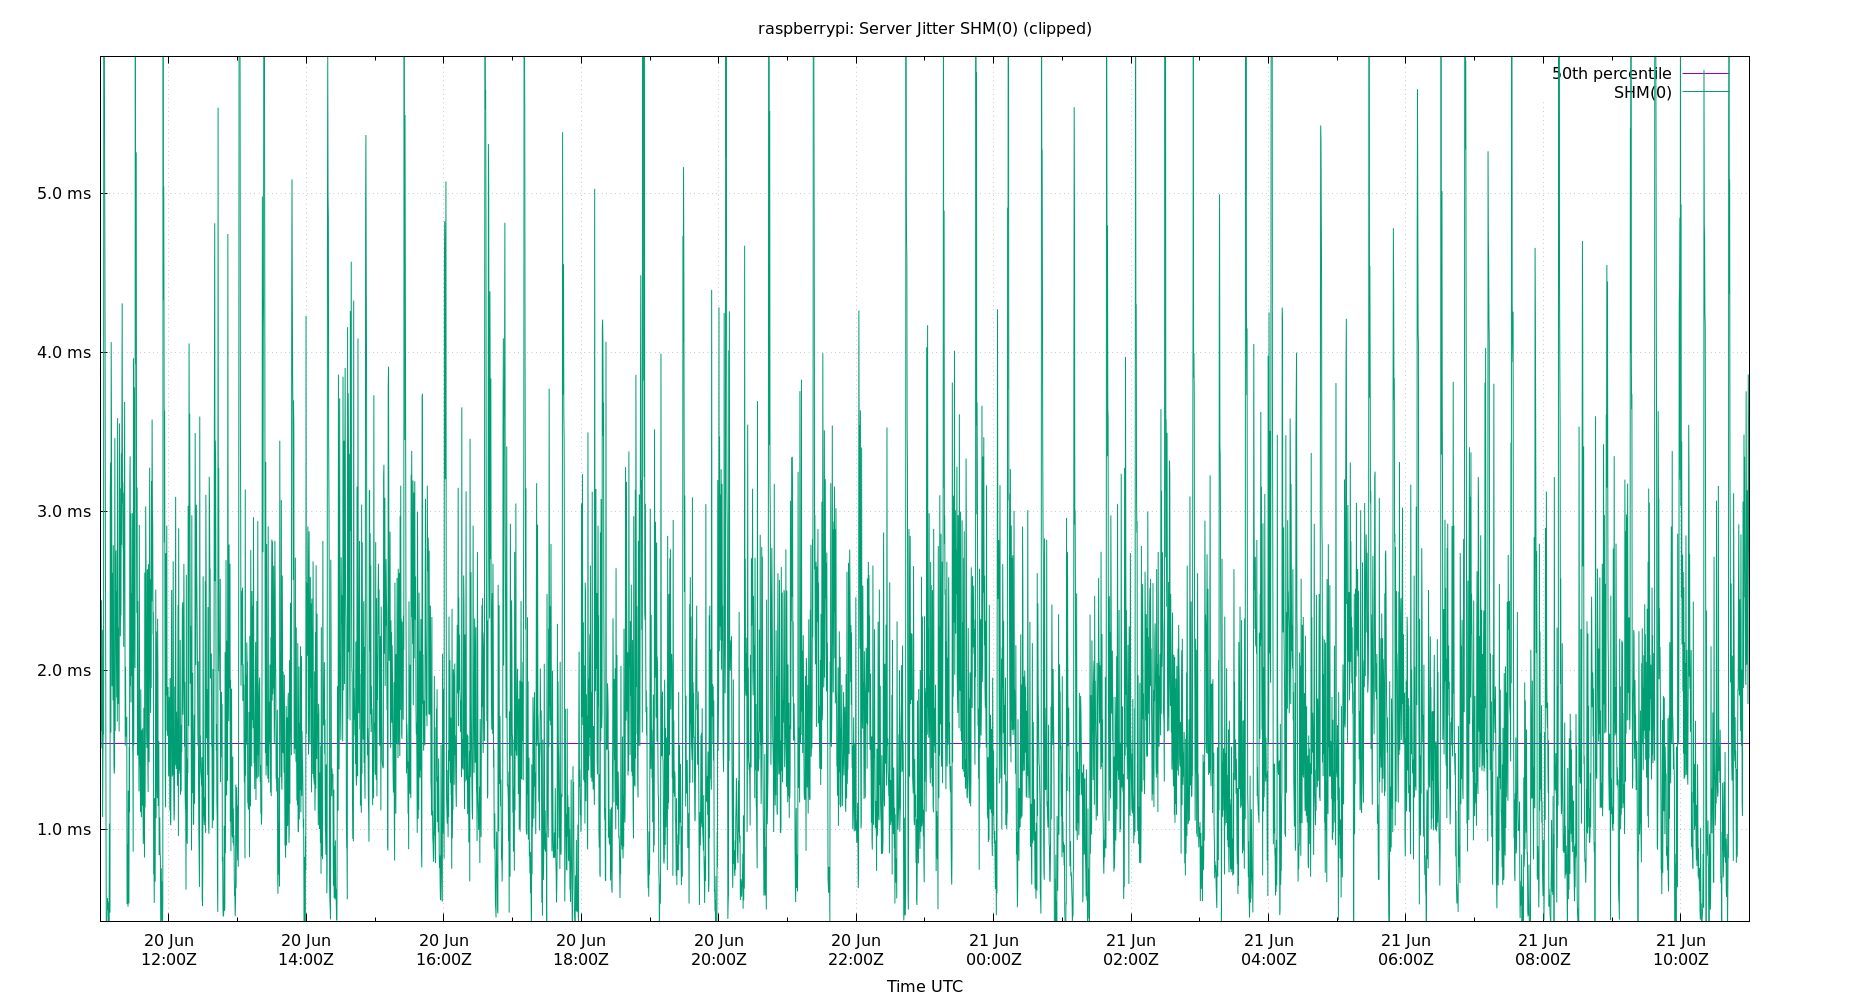 raspberrypi: Server Jitter SHM(0) (clipped)
50th percentile
SHM(0)
5.0 ms
4.0 ms
3.0 ms
2.0 ms
1.0 ms
20 Jun 20 Jun 20 Jun 20 Jun 20 Jun 20 Jun 21 Jun 21 Jun 21 Jun 21 Jun 21 Jun 21 Jun
12:00Z 14:00Z 16:00Z 18:00Z 20:00Z 22:00Z 00:00Z 02:00Z 04:00Z 06:00Z 08:00Z 10:00Z
Time UTC